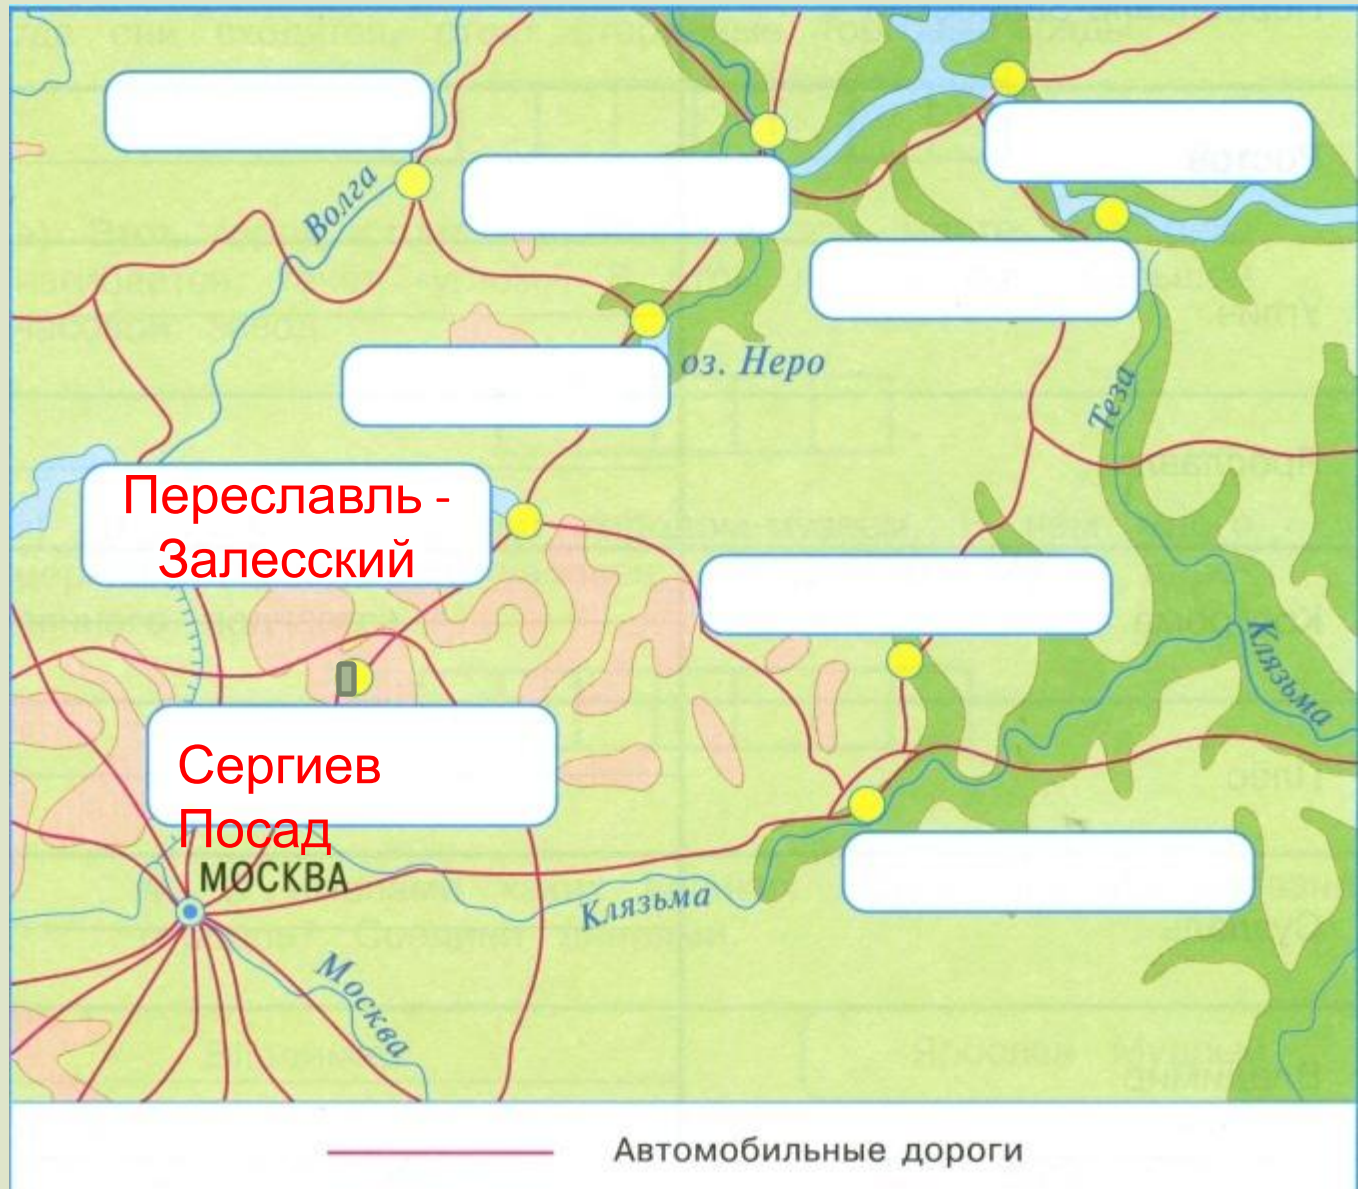 Волга
оз. Неро
Теза
Переславль -
Залесский
Клязьма
Сергиев
Посад
МОСКВА
Клязьма
Москва
Автомобильные дороги